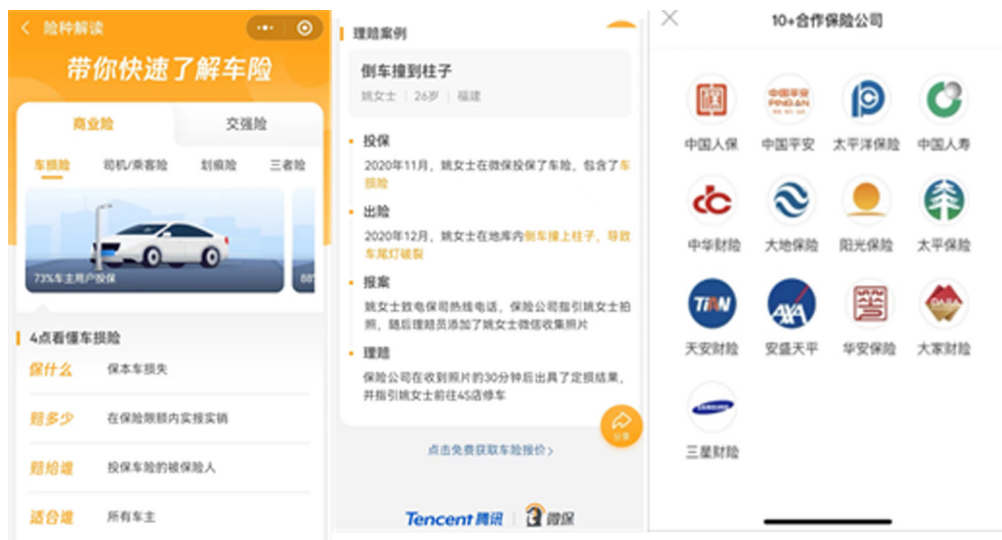 险种解读
带你快速了解车险
商业险
交强险
车损险 司机/乘客险 划痕险 三者险
73%车主用户投保
88%
4点看懂车损险
保什么 保本车损失
赔多少 在保险限额内实报实销
赔给谁 投保车险的被保险人
适合谁 所有车主
理赔案例
倒车撞到柱子
姚女士 | 26岁 | 福建
投保
2020年11月，姚女士在微保投保了车险，包含了车
损险
出险
2020年12月，姚女士在地库内倒车撞上柱子，导致
车尾灯破裂
报案
姚女士致电保司热线电话，保险公司指引姚女士拍
照，随后理赔员添加了姚女士微信收集照片
理赔
保险公司在收到照片的30分钟后出具了定损结果，
并指引姚女士前往4S店修车
分享
点击免费获取车险报价>
Tencent 腾讯 | 微保
10+合作保险公司
中国平安
PING AN
中国人保 中国平安 太平洋保险 中国人寿
中华财险 大地保险 阳光保险 太平保险
TIAN
AXA
DAJIA
天安财险 安盛天平 华安保险 大家财险
SAMSUNG
三星财险